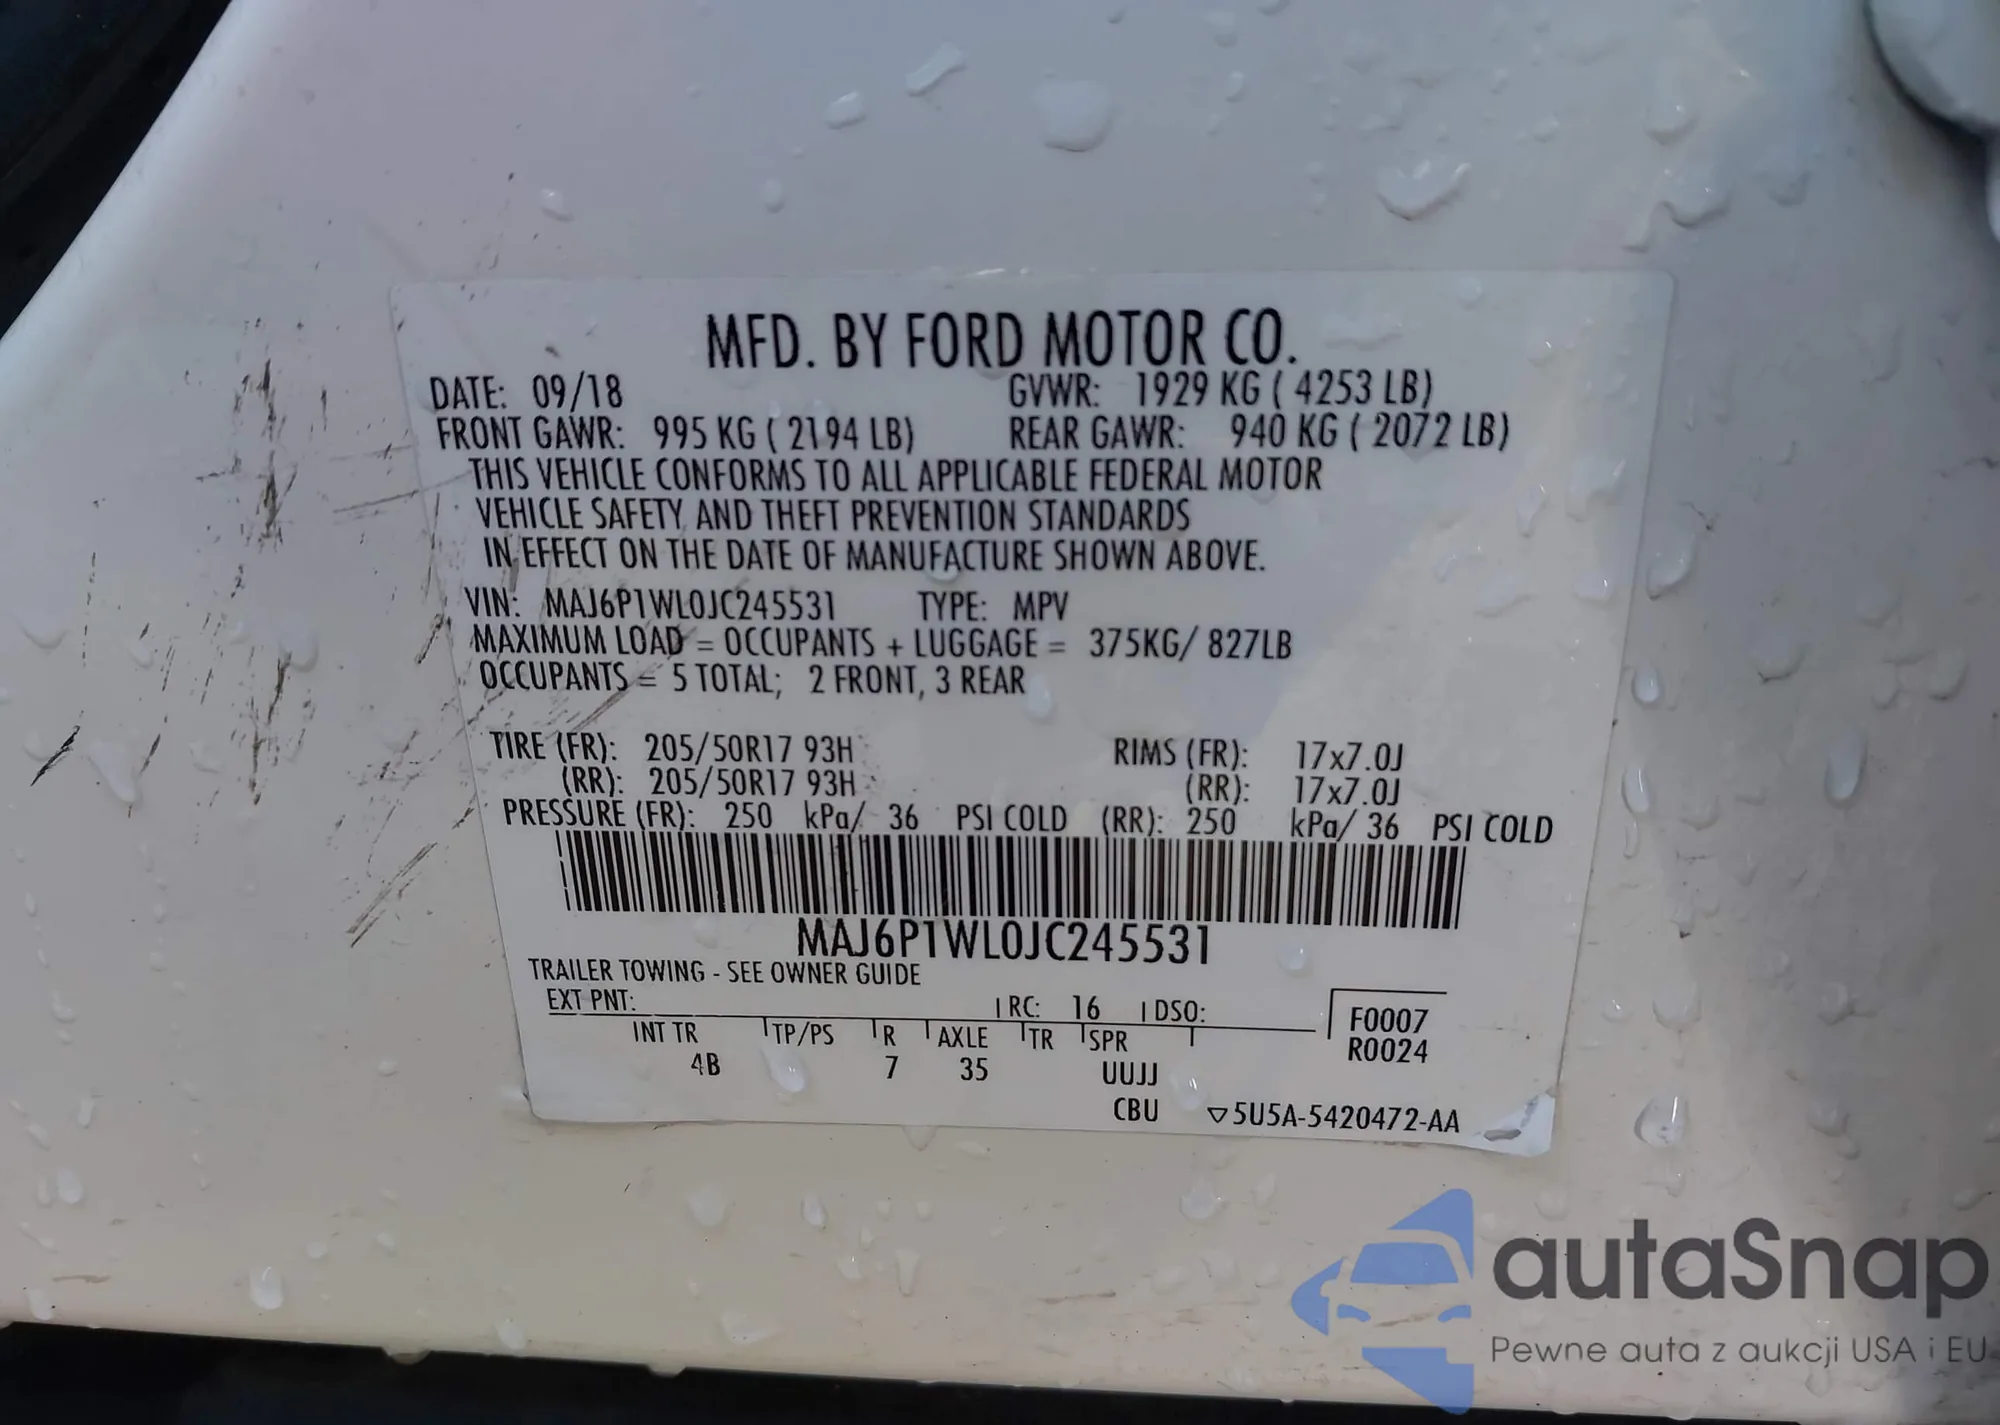 MFD. BY FORD MOTOR CO.
DATE: 09/18 GVWR: 1929 KG ( 4253 LB)
FRONT GAWR: 995 KG ( 2194 LB) REAR GAWR: 940 KG ( 2072 LB)
THIS VEHICLE CONFORMS TO ALL APPLICABLE FEDERAL MOTOR
VEHICLE SAFETY AND THEFT PREVENTION STANDARDS
IN EFFECT ON THE DATE OF MANUFACTURE SHOWN ABOVE.
VIN: MAJ6P1WL0JC245531 TYPE: MPV
MAXIMUM LOAD = OCCUPANTS + LUGGAGE = 375KG/ 827LB
OCCUPANTS = 5 TOTAL; 2 FRONT, 3 REAR
TIRE (FR): 205/50R17 93H RIMS (FR): 17x7.0J
(RR): 205/50R17 93H (RR): 17x7.0J
PRESSURE (FR): 250 kPa/ 36 PSI COLD (RR): 250 kPa/ 36 PSI COLD
MAJ6P1WL0JC245531
TRAILER TOWING - SEE OWNER GUIDE
EXT PNT: RC: 16 DSO: F0007
INT TR TP/PS R AXLE TR SPR R0024
4B 7 35 UUJJ
CBU 5U5A-5420472-AA
autaSnap
Pewne auta z aukcji USA i EU